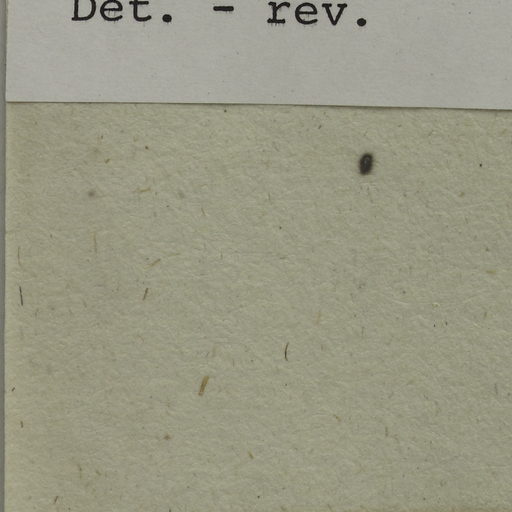 Det. - rev.